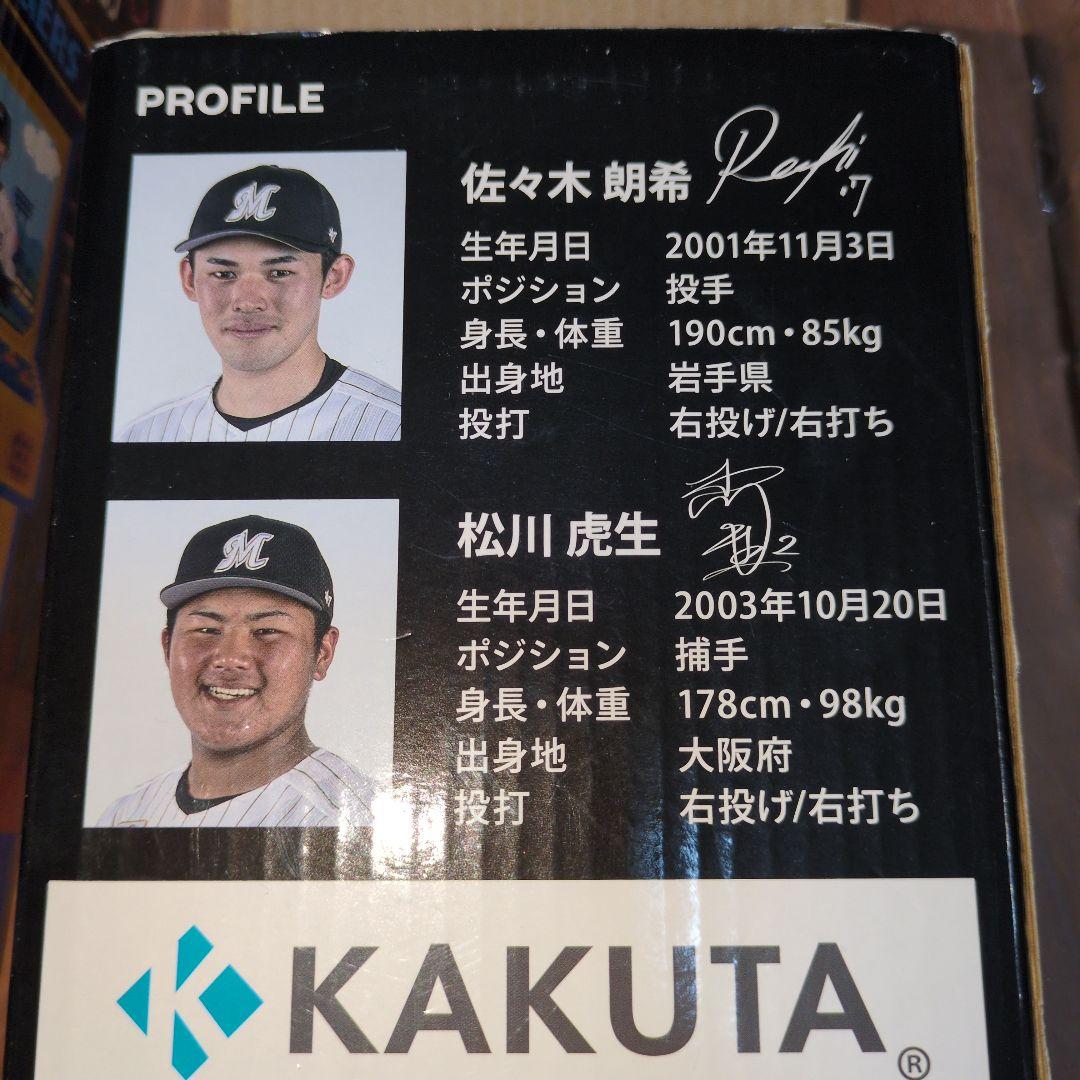 PROFILE
佐々木 朗希
Roki .17
生年月日 2001年11月3日
ポジション 投手
身長・体重 190cm・85kg
出身地 岩手県
投打 右投げ/右打ち
松川 虎生
生年月日 2003年10月20日
ポジション 捕手
身長・体重 178cm・98kg
出身地 大阪府
投打 右投げ/右打ち
KAKUTA®